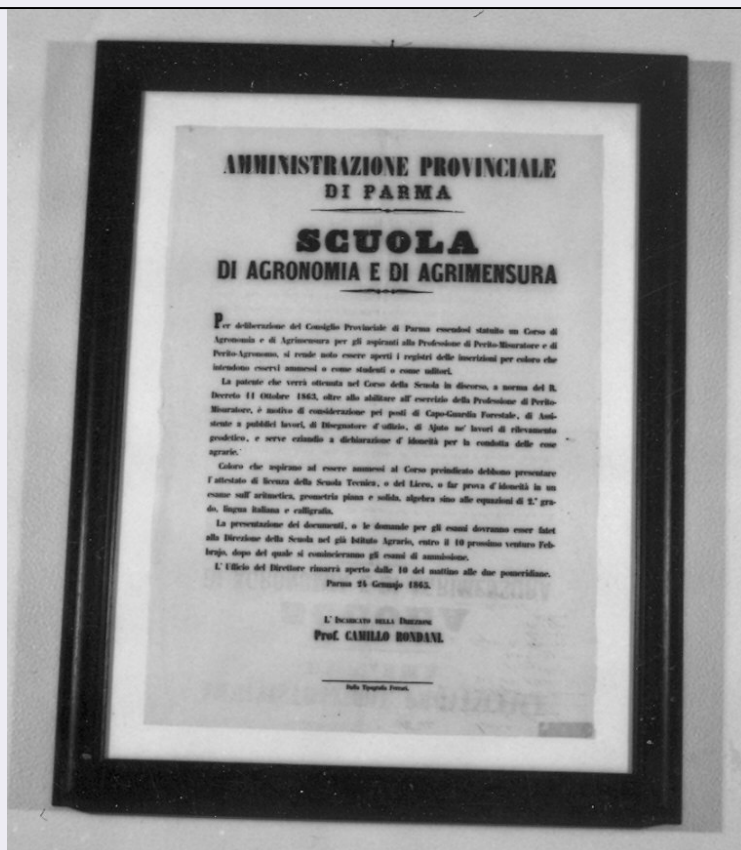 AMMINISTRAZIONE PROVINCIALE
DI PARMA
SCUOLA
DI AGRONOMIA E DI AGRIMENSURA
Per deliberazione del Consiglio Provinciale di Parma essendosi statuito un Corso di
Agronomia e di Agrimensura per gli aspiranti alla Professione di Perito-Misuratore e di
Perito-Agronomo, si rende noto essere aperti i registri delle inscrizioni per coloro che
intendono esservi ammessi o come studenti o come uditori.
La patente che verrà ottenuta nel Corso della Scuola in discorso, a norma del R.
Decreto 11 Ottobre 1863, oltre allo abilitare all' esercizio della Professione di Perito-
Misuratore, è motivo di considerazione pei posti di Capo-Guardia Forestale, di Assi-
stente a pubblici lavori, di Disegnatore d' uffizio, di Ajuto ne' lavori di rilevamento
geodetico, e serve eziandio a dichiarazione d' idoneità per la condotta delle cose
agrarie.
Coloro che aspirano ad essere ammessi al Corso preindicato debbono presentare
l' attestato di licenza della Scuola Tecnica, o del Liceo, o far prova d' idoneità in un
esame sull' aritmetica, geometria piana e solida, algebra sino alle equazioni di 2.° gra-
do, lingua italiana e calligrafia.
La presentazione dei documenti, o le domande per gli esami dovranno esser fatet
alla Direzione della Scuola nel già Istituto Agrario, entro il 10 prossimo venturo Feb-
brajo, dopo del quale si comincieranno gli esami di ammissione.
L' Ufficio del Direttore rimarrà aperto dalle 10 del mattino alle due pomeridiane.
Parma 24 Gennajo 1865.
L' INCARICATO DELLA DIREZIONE
Prof. CAMILLO RONDANI.
Dalla Tipografia Ferrari.